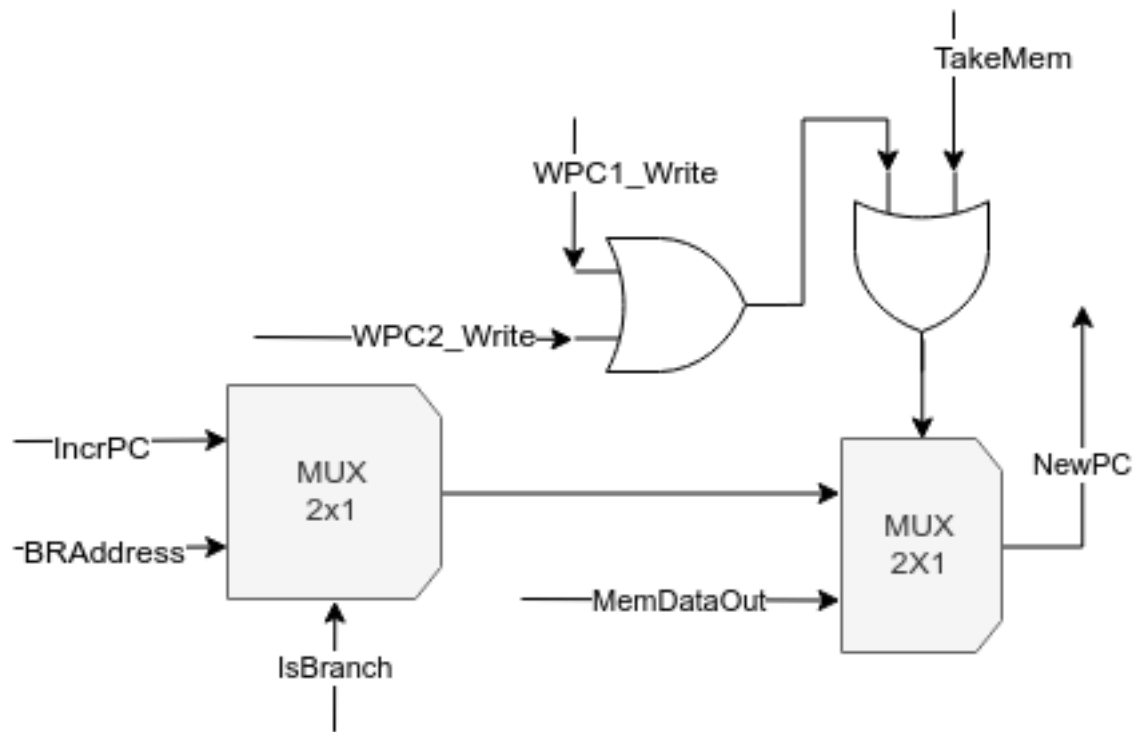 TakeMem
WPC1_Write
WPC2_Write
IncrPC
MUX
2x1
NewPC
MUX
2X1
BRAddress
MemDataOut
IsBranch